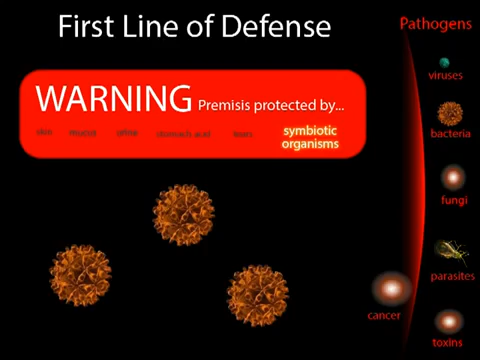 First Line of Defense
Pathogens
WARNING Premisis protected by...
skin mucus urine stomach acid tears symbiotic
organisms
viruses
bacteria
fungi
parasites
cancer
toxins